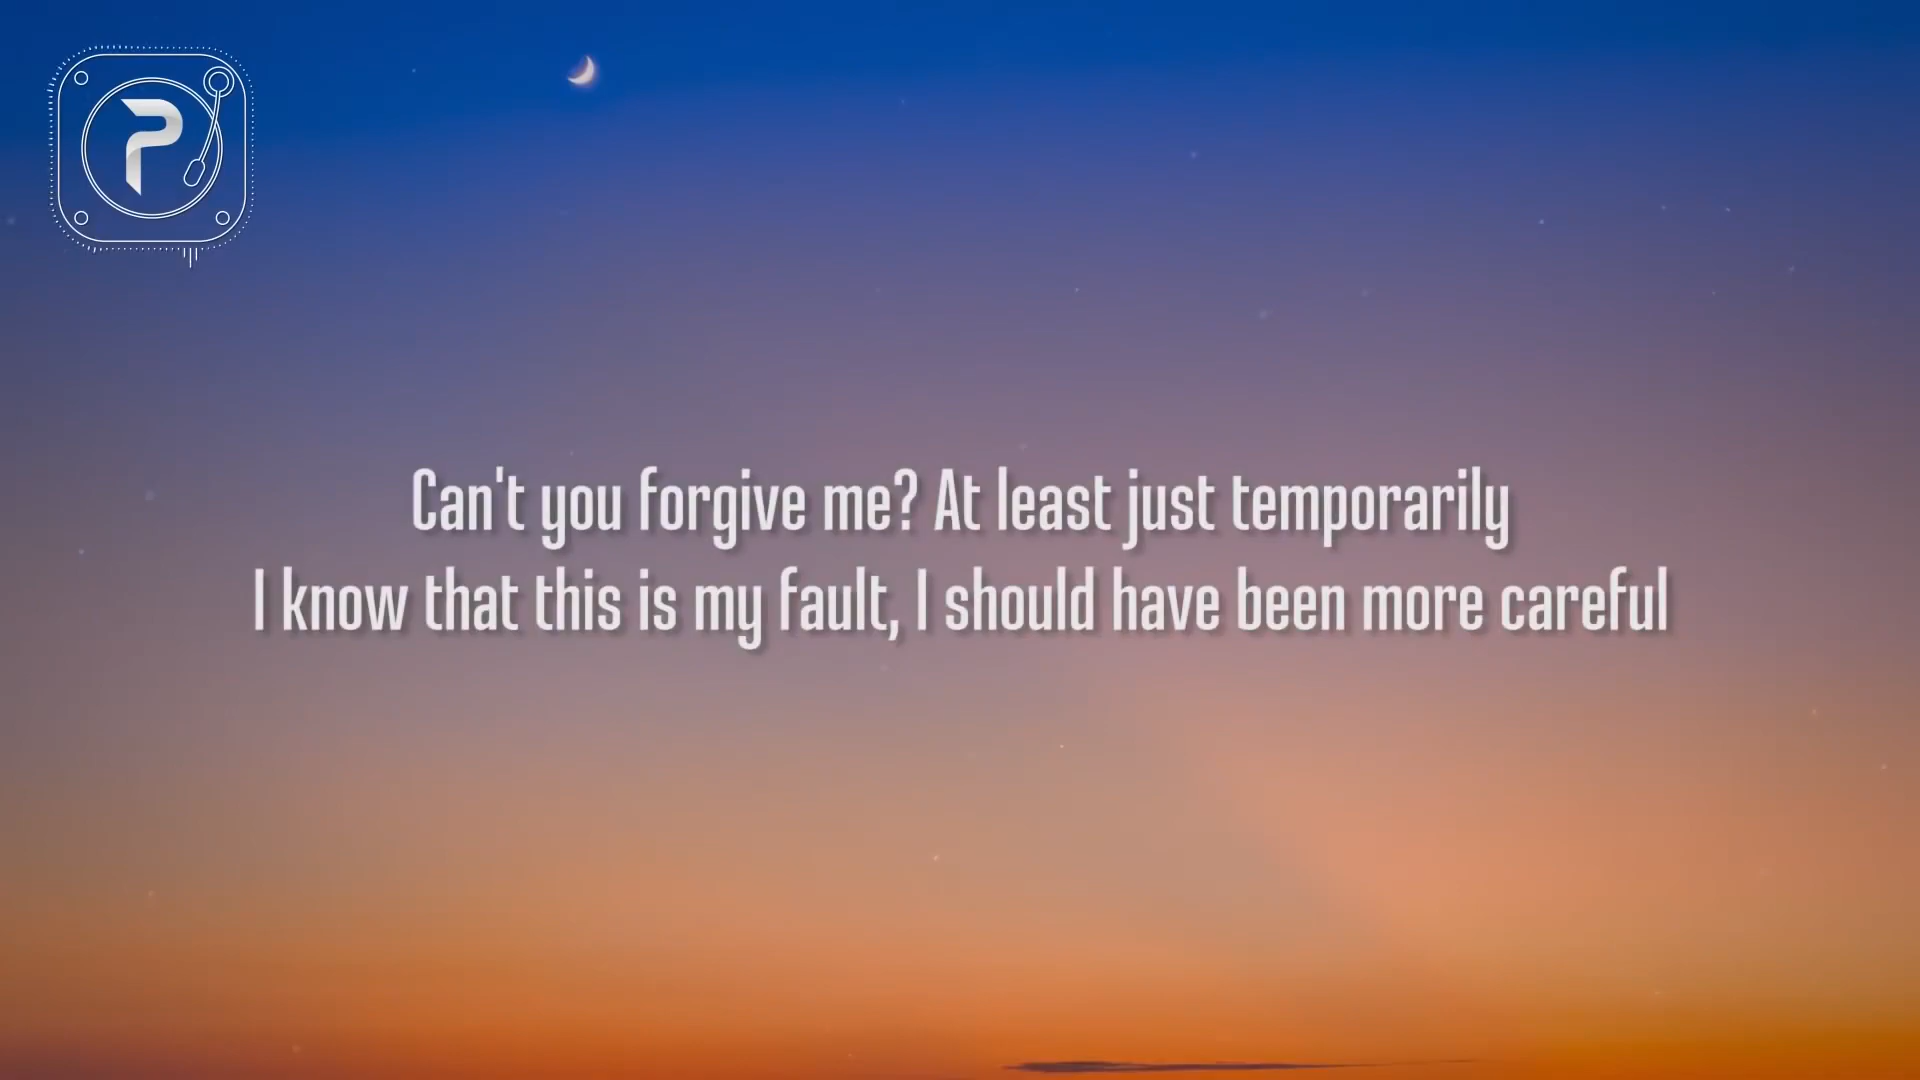 P
Can't you forgive me? At least just temporarily
I know that this is my fault, I should have been more careful